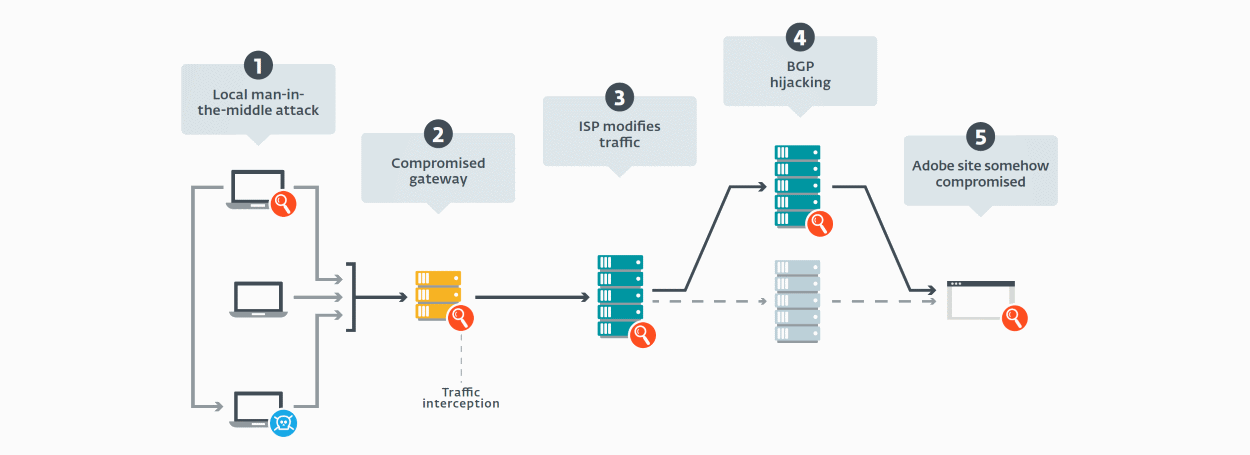 1
Local man-in-
the-middle attack
2
Compromised
gateway
3
ISP modifies
traffic
4
BGP
hijacking
5
Adobe site somehow
compromised
Traffic
interception